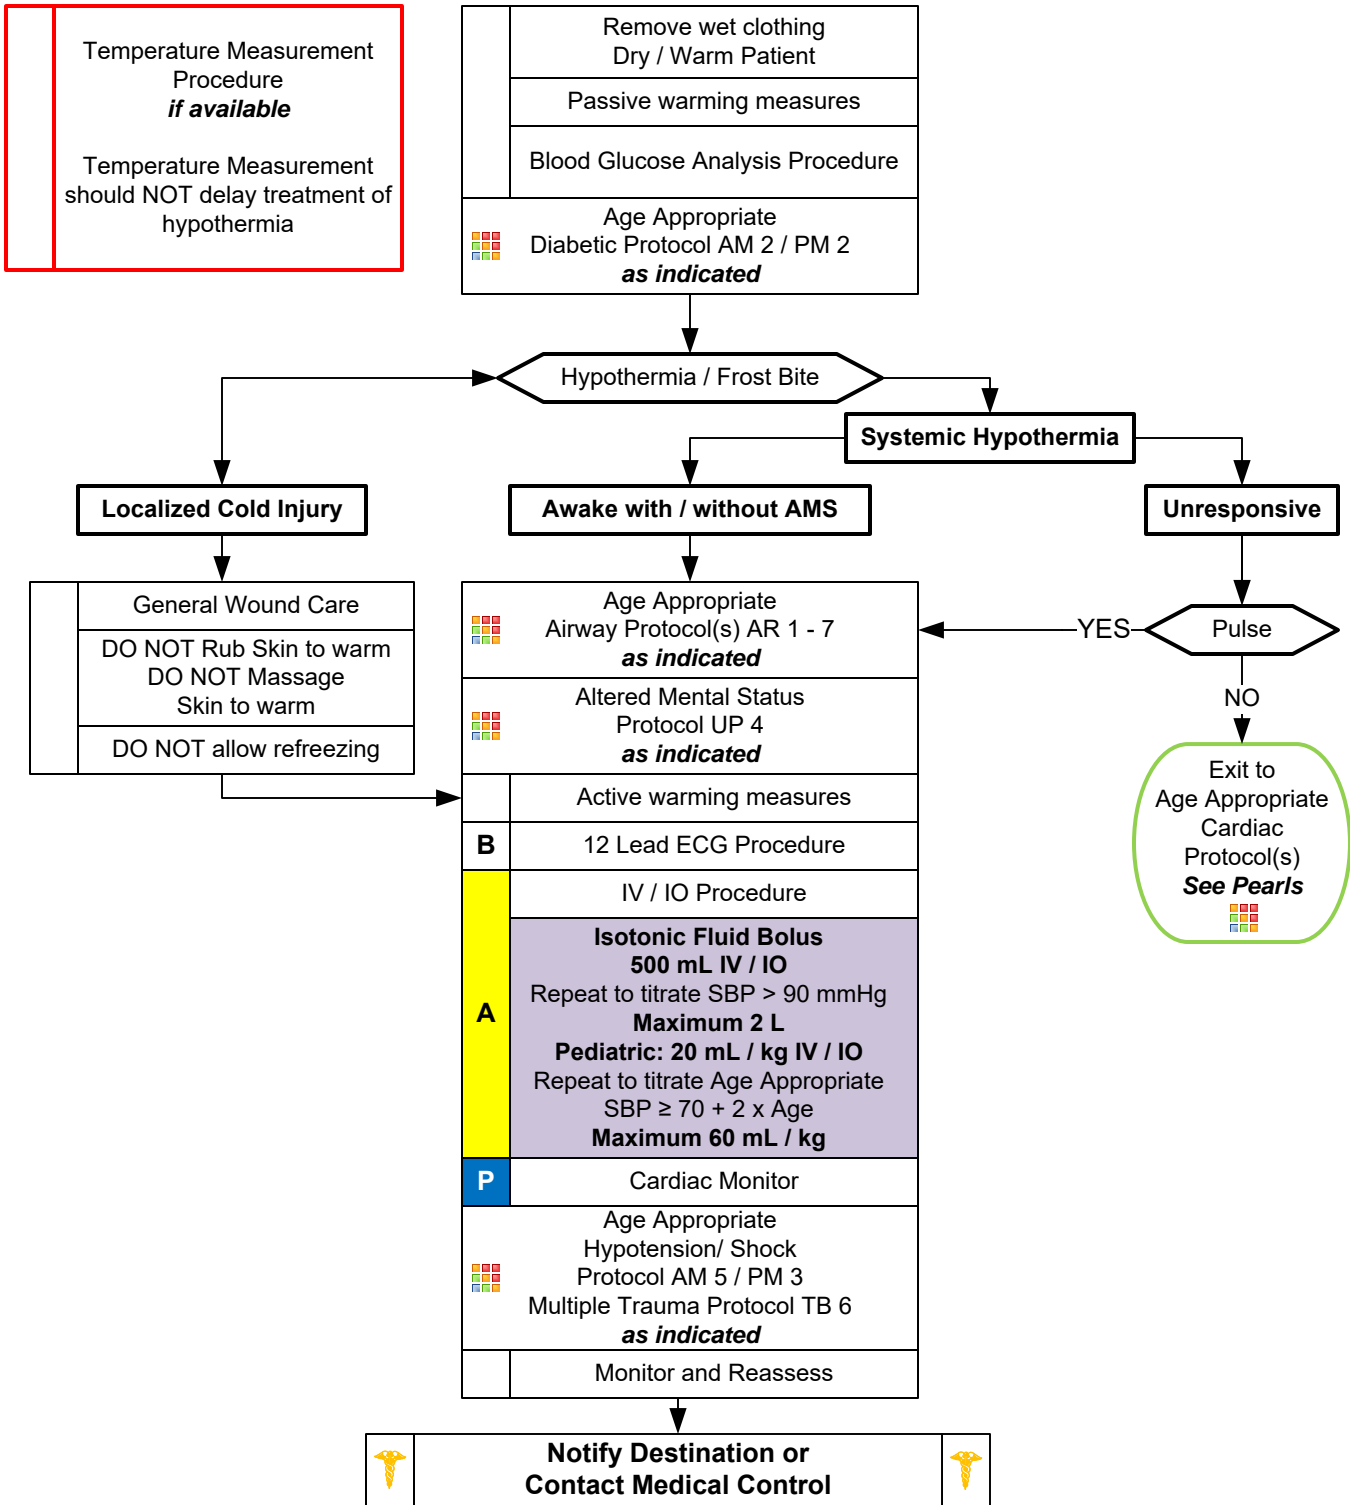 Temperature Measurement
Procedure
if available
Temperature Measurement
should NOT delay treatment of
hypothermia
Remove wet clothing
Dry / Warm Patient
Passive warming measures
Blood Glucose Analysis Procedure
Age Appropriate
Diabetic Protocol AM 2 / PM 2
as indicated
Hypothermia / Frost Bite
Systemic Hypothermia
Localized Cold Injury
Awake with / without AMS
Unresponsive
General Wound Care
DO NOT Rub Skin to warm
DO NOT Massage
Skin to warm
DO NOT allow refreezing
Age Appropriate
Airway Protocol(s) AR 1 - 7
as indicated
YES
Pulse
NO
Altered Mental Status
Protocol UP 4
as indicated
Exit to
Age Appropriate
Cardiac
Protocol(s)
See Pearls
Active warming measures
B
12 Lead ECG Procedure
A
IV / IO Procedure
Isotonic Fluid Bolus
500 mL IV / IO
Repeat to titrate SBP > 90 mmHg
Maximum 2 L
Pediatric: 20 mL / kg IV / IO
Repeat to titrate Age Appropriate
SBP ≥ 70 + 2 x Age
Maximum 60 mL / kg
P
Cardiac Monitor
Age Appropriate
Hypotension/ Shock
Protocol AM 5 / PM 3
Multiple Trauma Protocol TB 6
as indicated
Monitor and Reassess
Notify Destination or
Contact Medical Control